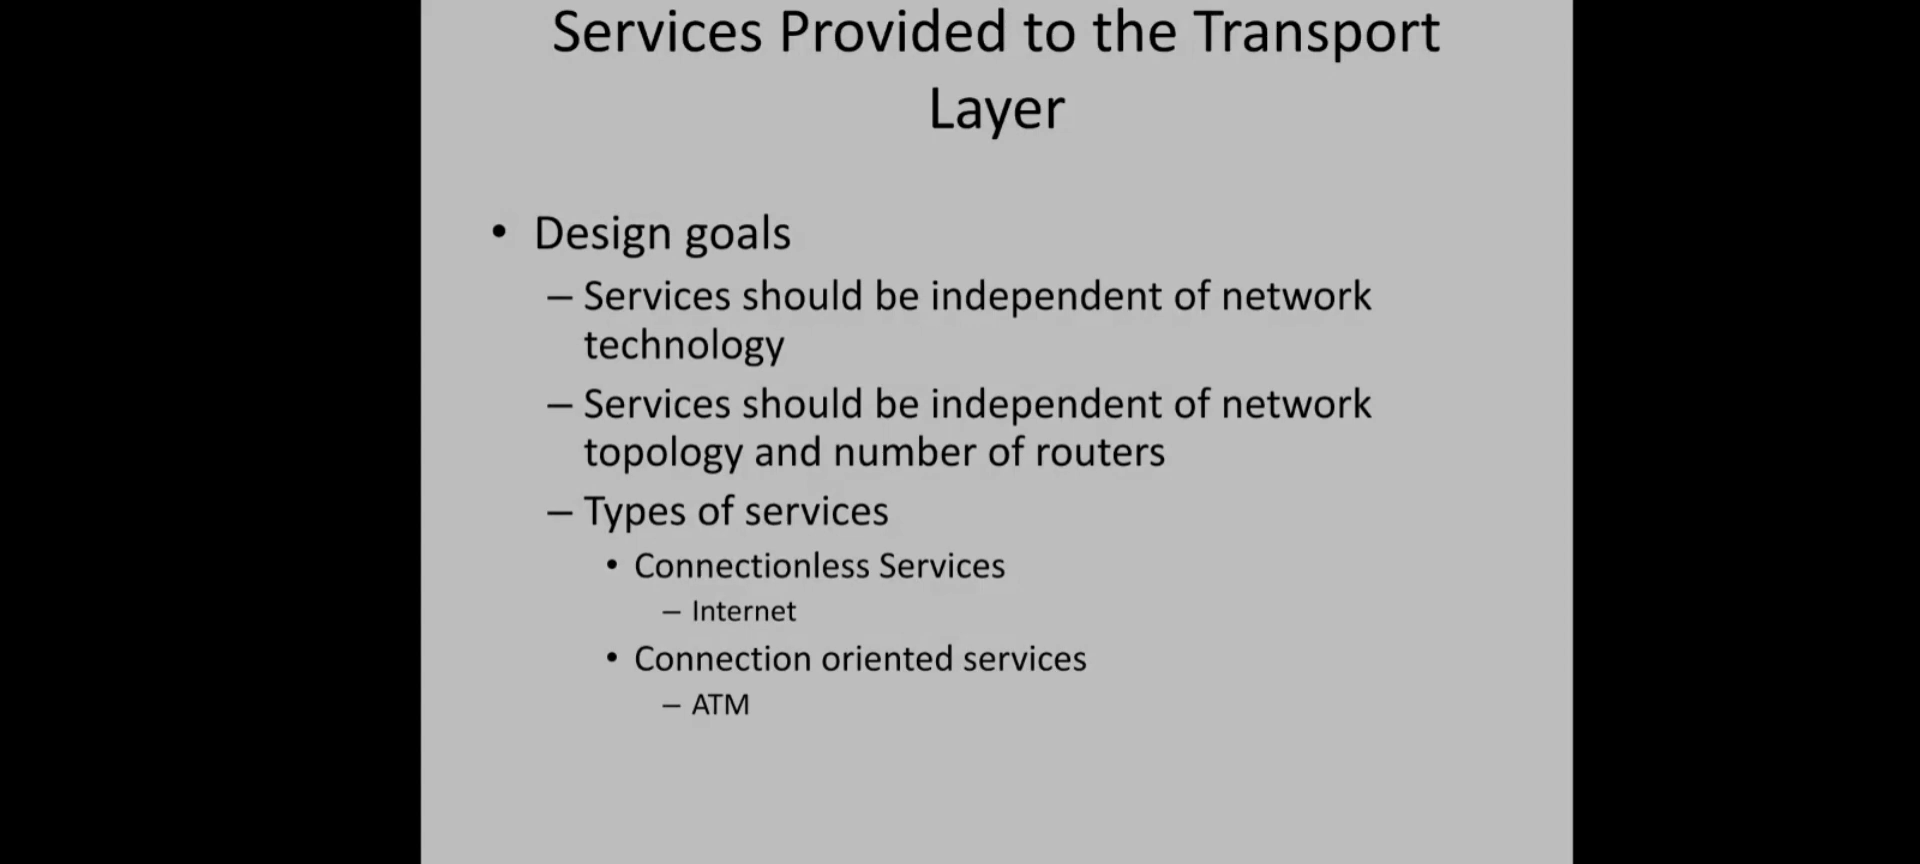 Services Provided to the Transport
Layer
• Design goals
– Services should be independent of network
technology
– Services should be independent of network
topology and number of routers
– Types of services
• Connectionless Services
– Internet
• Connection oriented services
– ATM